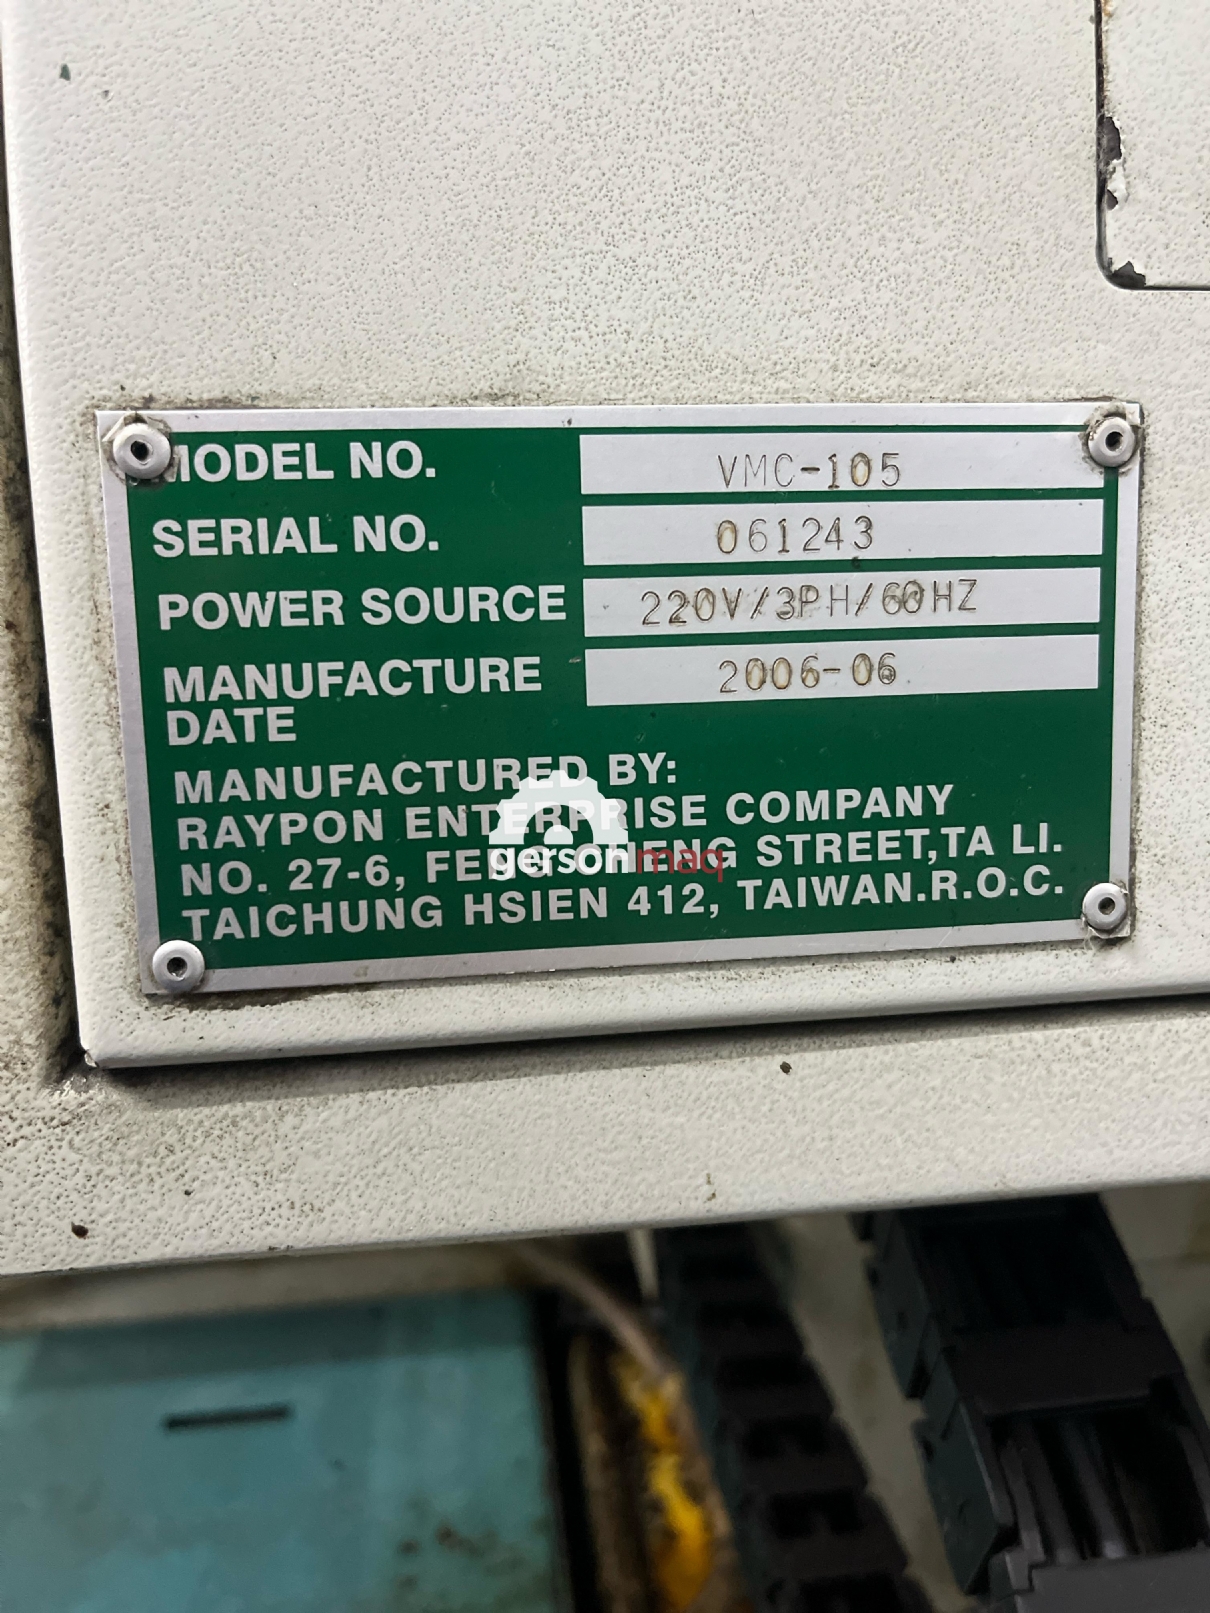 MODEL NO. VMC-105
SERIAL NO. 061243
POWER SOURCE 220V/3PH/60HZ
MANUFACTURE 2006-06
DATE
MANUFACTURED BY:
RAYPON ENTERPRISE COMPANY
NO. 27-6, STREET,TA LI.
gersonmaq
TAICHUNG HSIEN 412, TAIWAN.R.O.C.